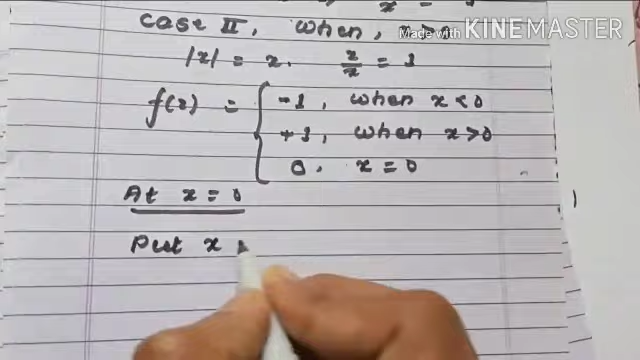 case II, when, x > 0
Made with KINEMASTER
|x| = x. x/x = 1
f(x) = { -1, when x < 0
+1, when x > 0
0, x = 0
At x = 0
Put x